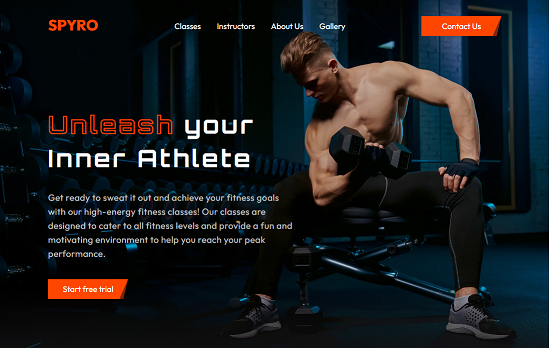 SPYRO
Classes Instructors About Us Gallery
Contact Us
Unleash your
Inner Athlete
Get ready to sweat it out and achieve your fitness goals
with our high-energy fitness classes! Our classes are
designed to cater to all fitness levels and provide a fun and
motivating environment to help you reach your peak
performance.
Start free trial